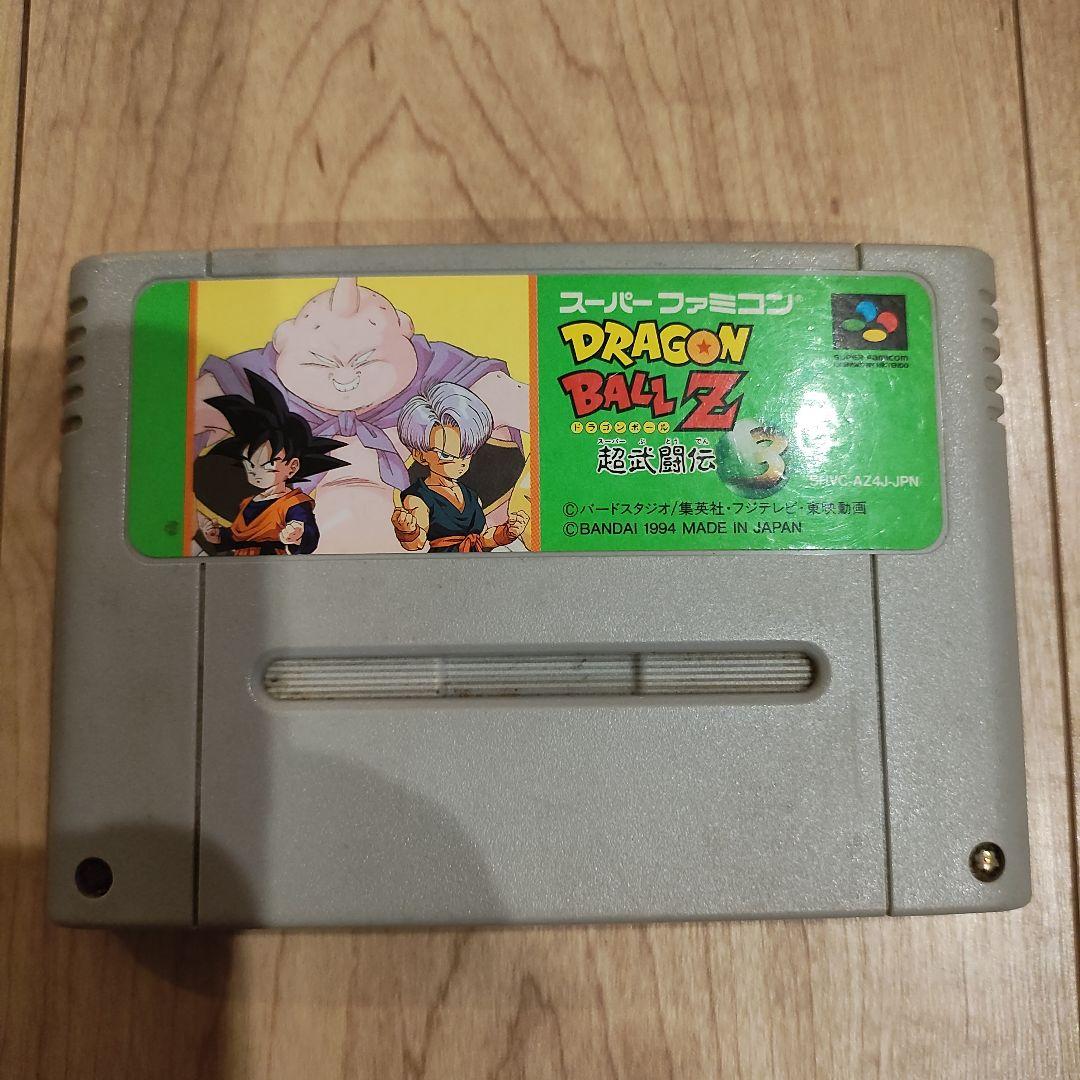 スーパーファミコン®
DRAGON
BALL Z
ドラゴンボール
スーパー ぶ とう でん
超武闘伝3
SUPER FAMICOM
SHVC-AZ4J-JPN
©バードスタジオ/集英社・フジテレビ・東映動画
©BANDAI 1994 MADE IN JAPAN